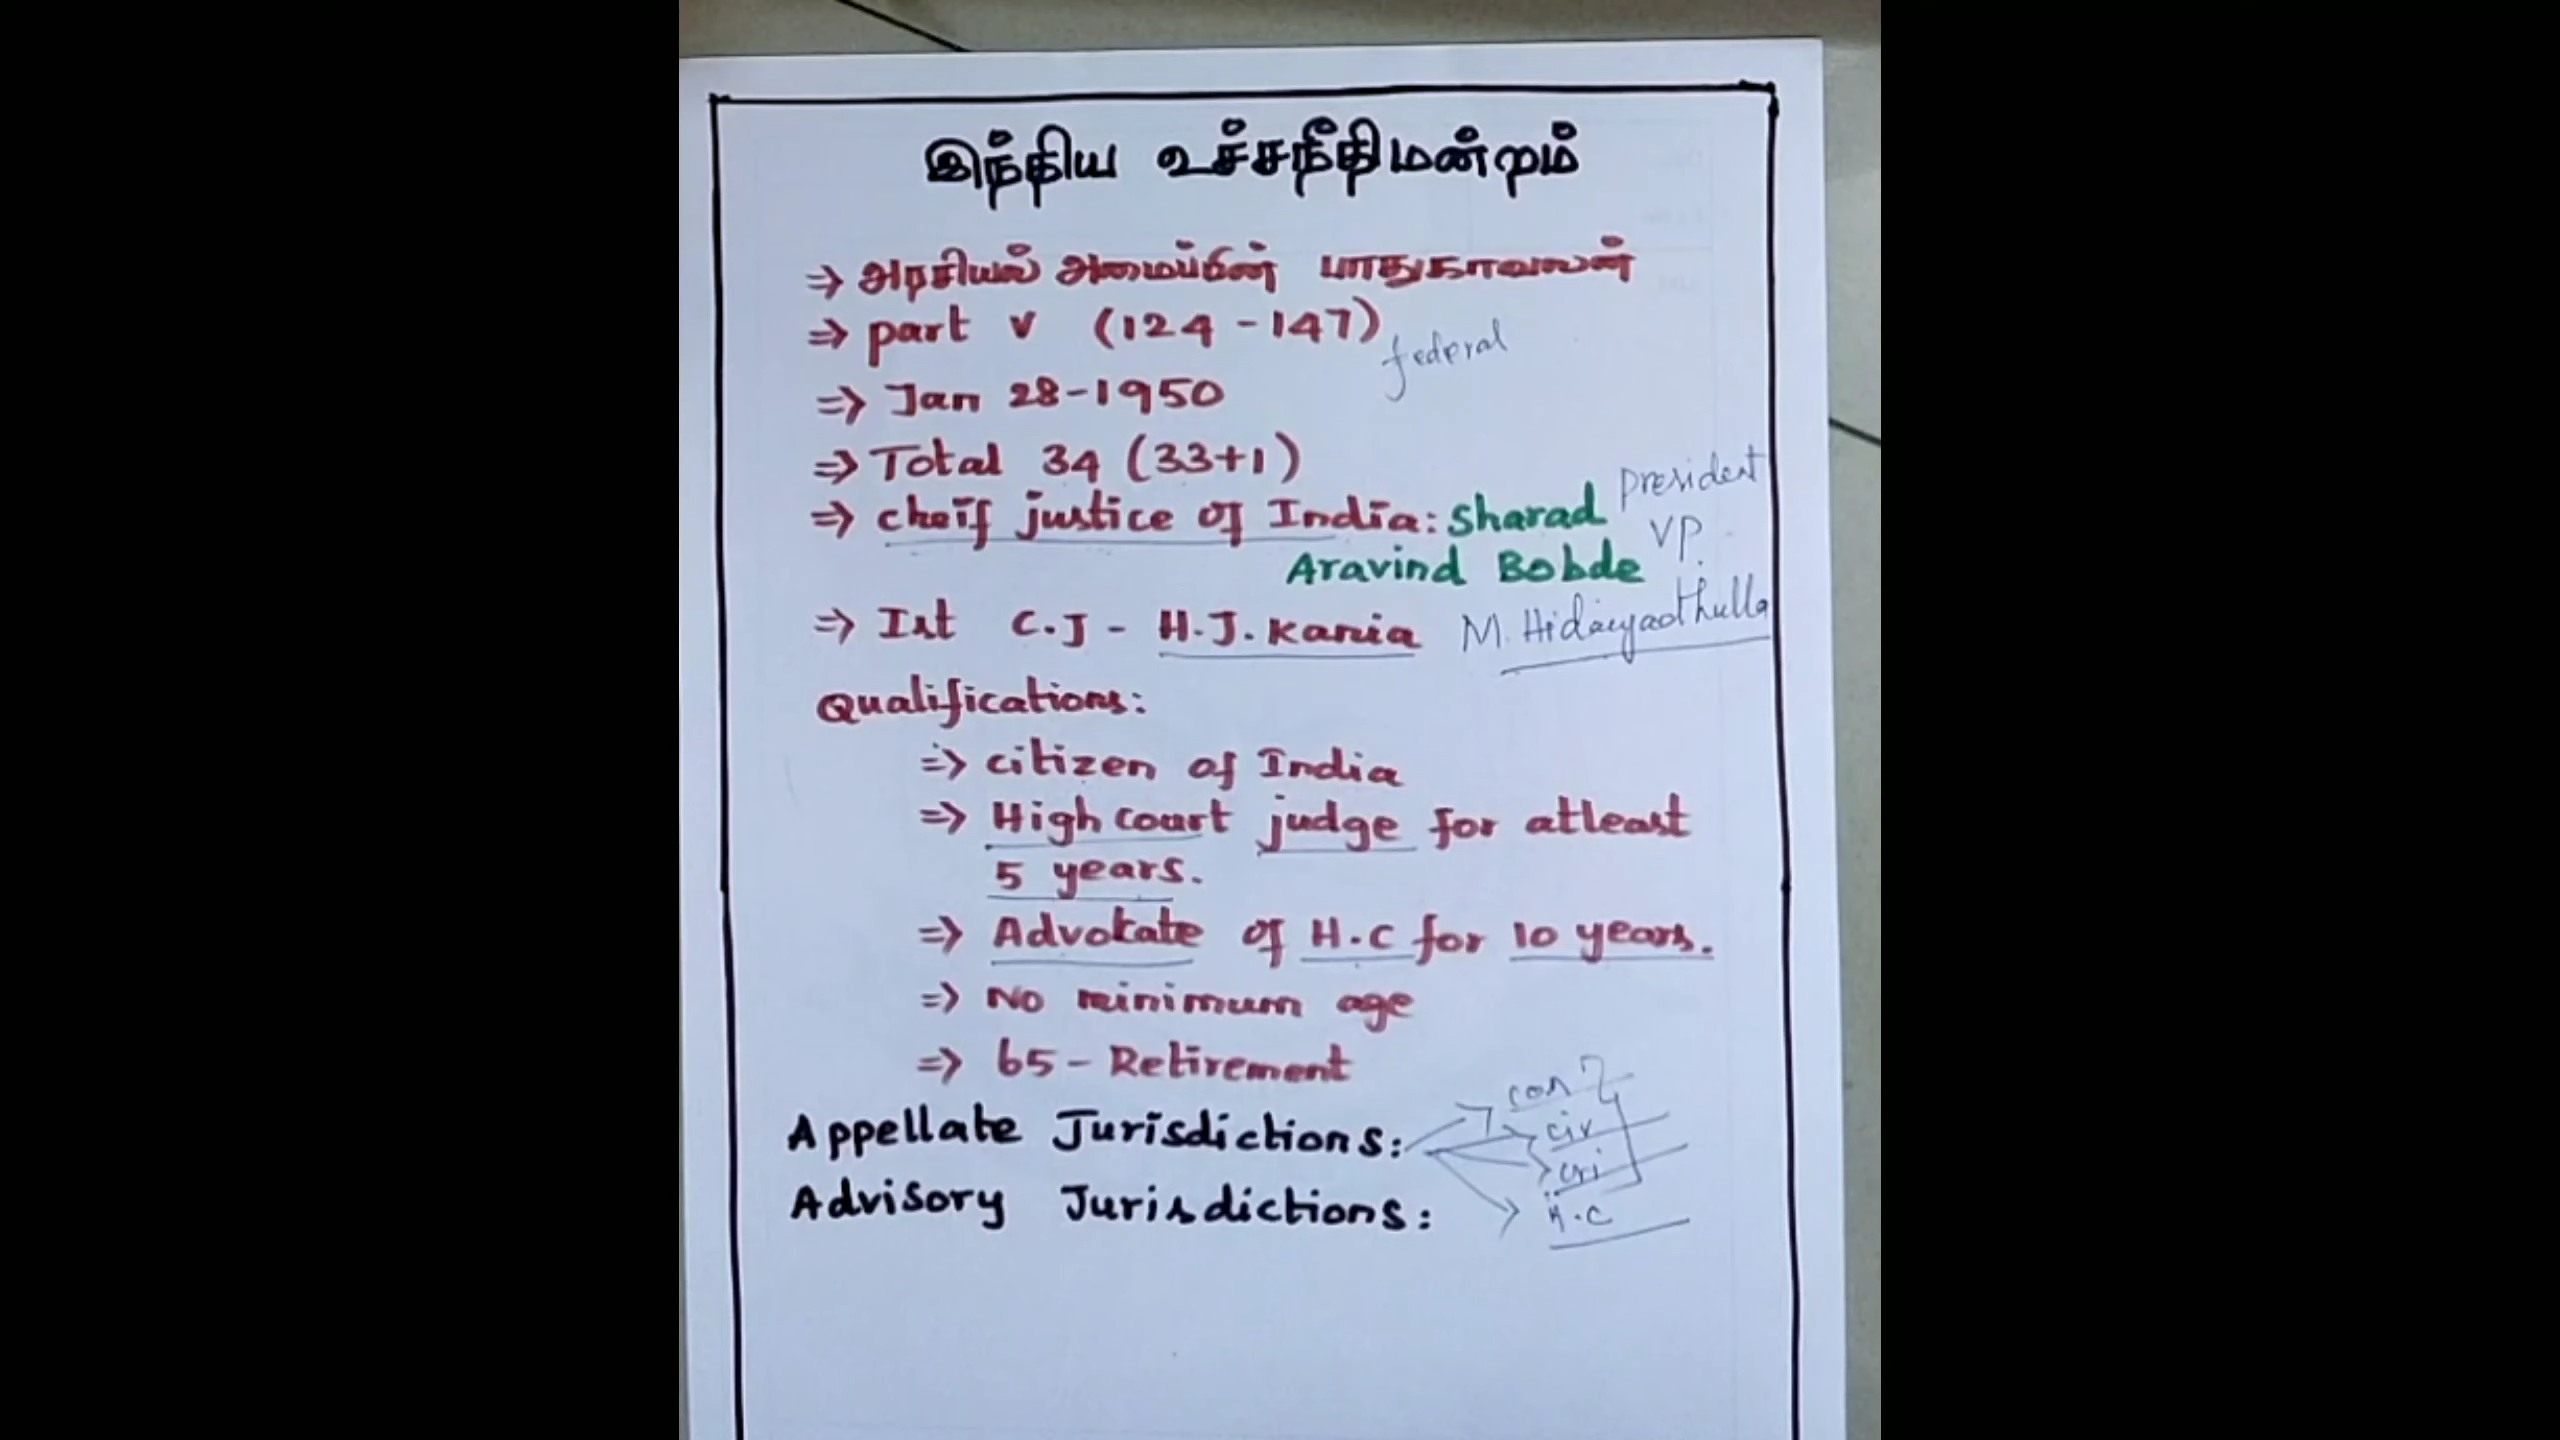 இந்திய உச்சநீதிமன்றம்
⇒ அரசியல் அமைப்பின் பாதுகாவலன்
⇒ part V (124 - 147)
federal
⇒ Jan 28-1950
⇒ Total 34 (33+1)
president
⇒ cheif justice of India: Sharad
VP.
Aravind Bobde
⇒ Ist C.J - H.J. Kania M. Hidaiyadthulla
Qualifications:
⇒ citizen of India
⇒ High court judge for atleast
5 years.
⇒ Advokate of H.C for 10 years.
⇒ No minimum age
⇒ 65 - Retirement
con
Appellate Jurisdictions:
civ
cri
Advisory Jurisdictions:
H.C